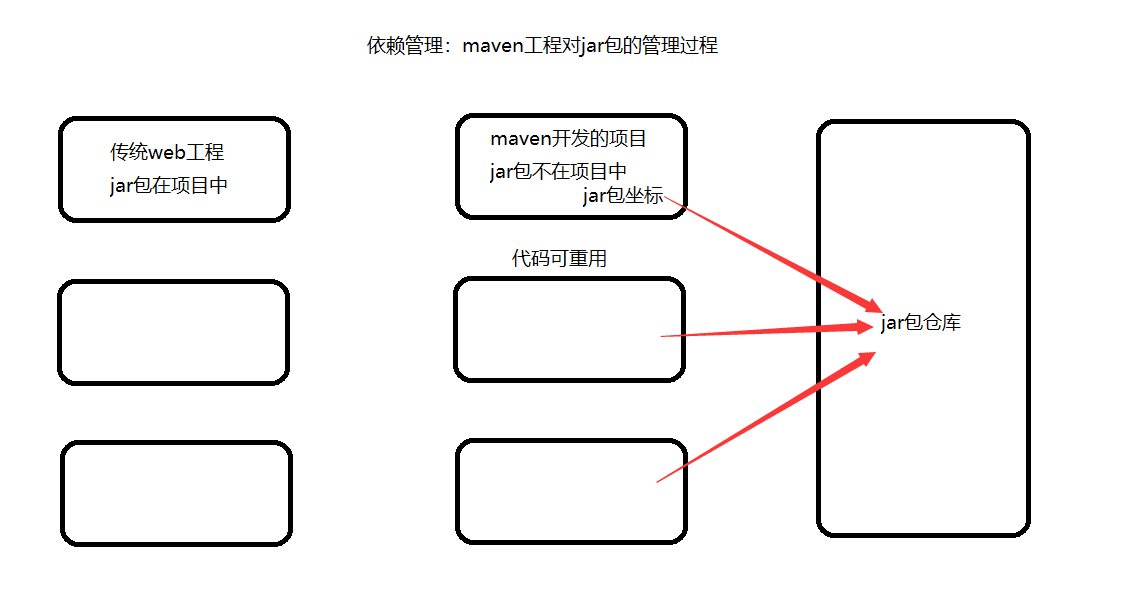 依赖管理：maven工程对jar包的管理过程
传统web工程
jar包在项目中
maven开发的项目
jar包不在项目中
jar包坐标
代码可重用
jar包仓库